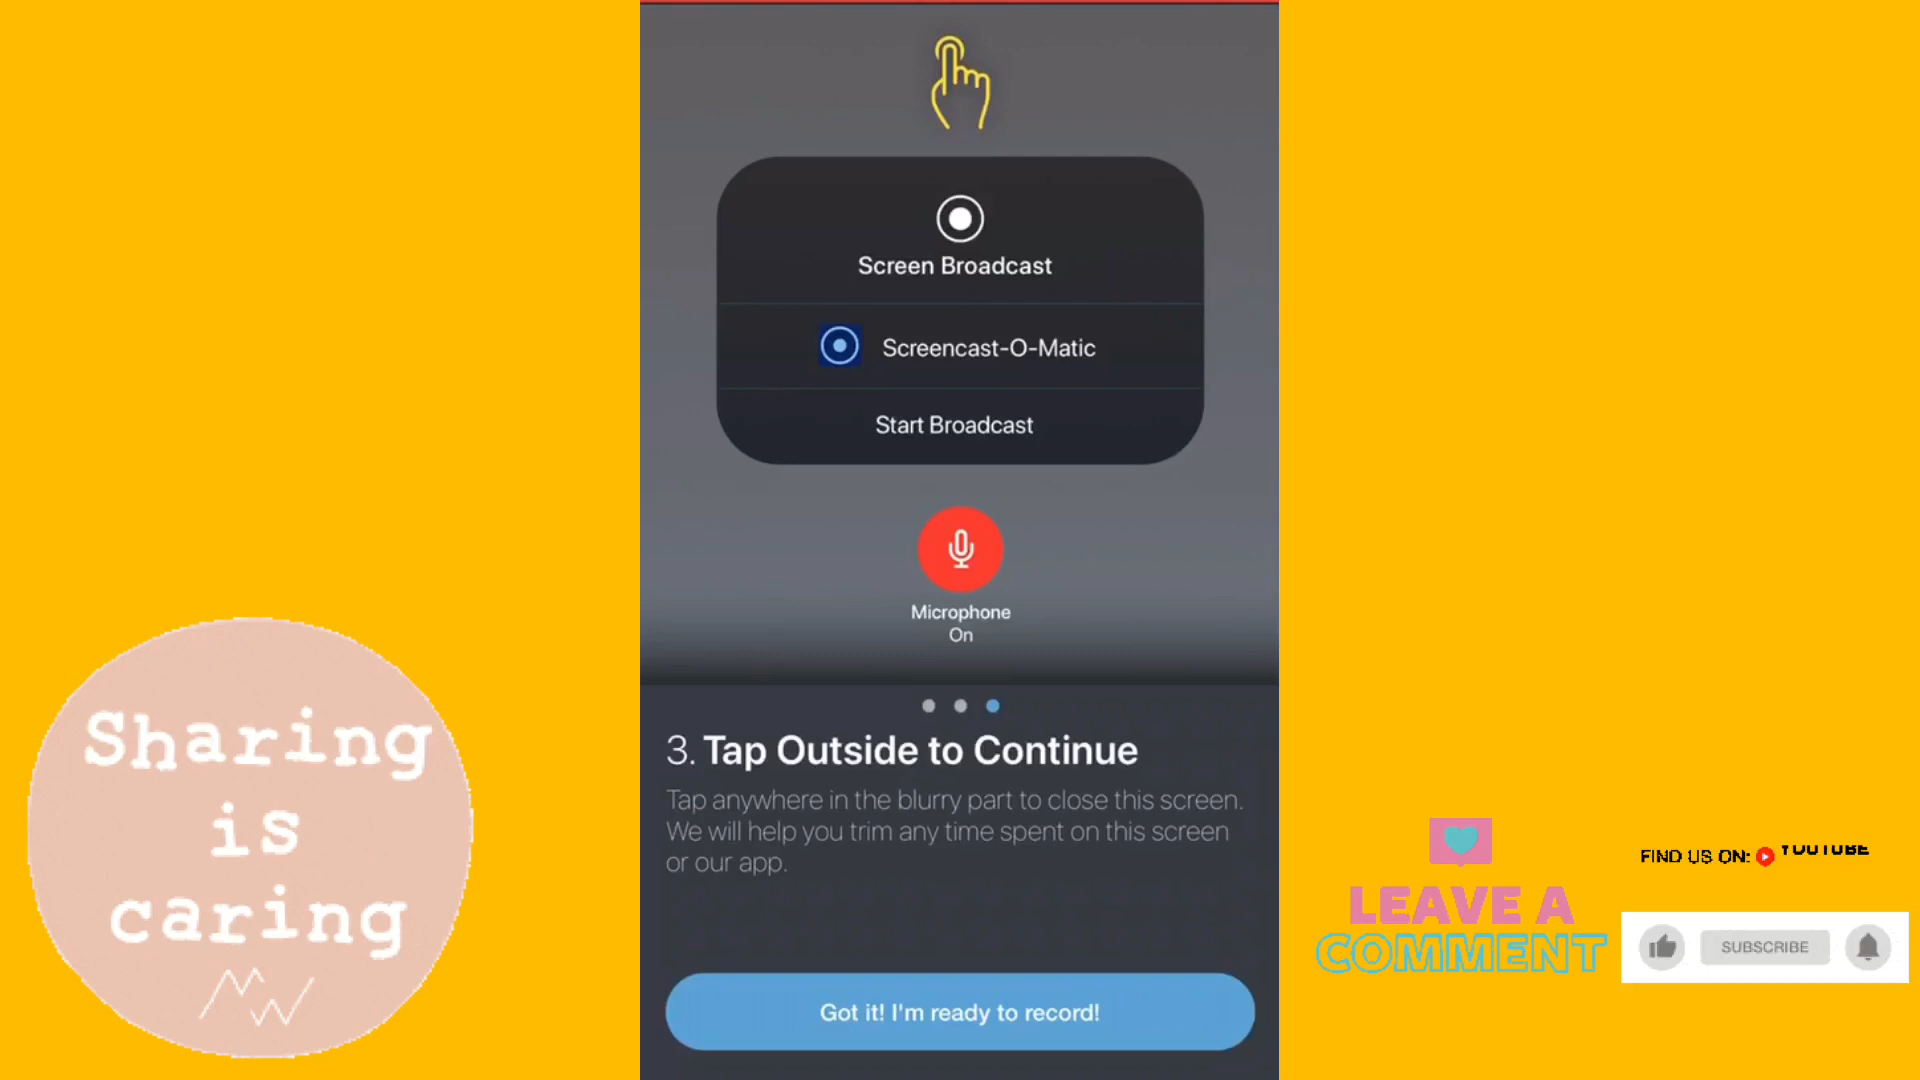 Screen Broadcast
Screencast-O-Matic
Start Broadcast
Microphone
On
3. Tap Outside to Continue
Tap anywhere in the blurry part to close this screen.
We will help you trim any time spent on this screen
or our app.
Got it! I'm ready to record!
Sharing
is
caring
LEAVE A
COMMENT
FIND US ON: YOUTUBE
SUBSCRIBE